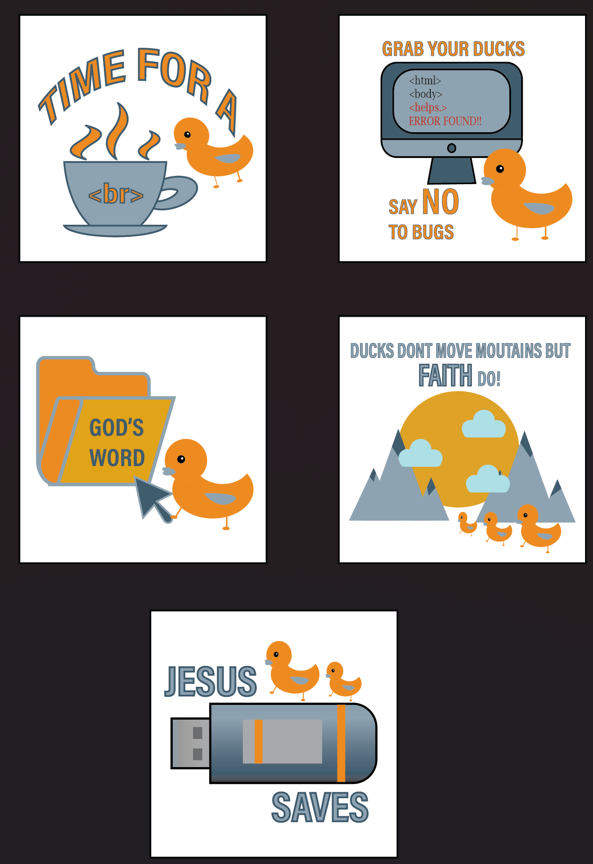 TIME FOR A
<br>
GRAB YOUR DUCKS
<html>
<body>
<helps.>
ERROR FOUND!!
SAY NO
TO BUGS
GOD'S
WORD
DUCKS DONT MOVE MOUTAINS BUT
FAITH DO!
JESUS
SAVES